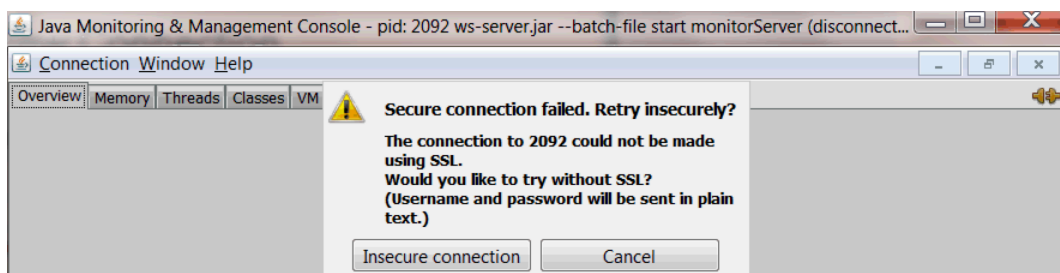 Java Monitoring & Management Console - pid: 2092 ws-server.jar --batch-file start monitorServer (disconnect...
Connection Window Help
Overview Memory Threads Classes VM
Secure connection failed. Retry insecurely?
The connection to 2092 could not be made
using SSL.
Would you like to try without SSL?
(Username and password will be sent in plain
text.)
Insecure connection Cancel